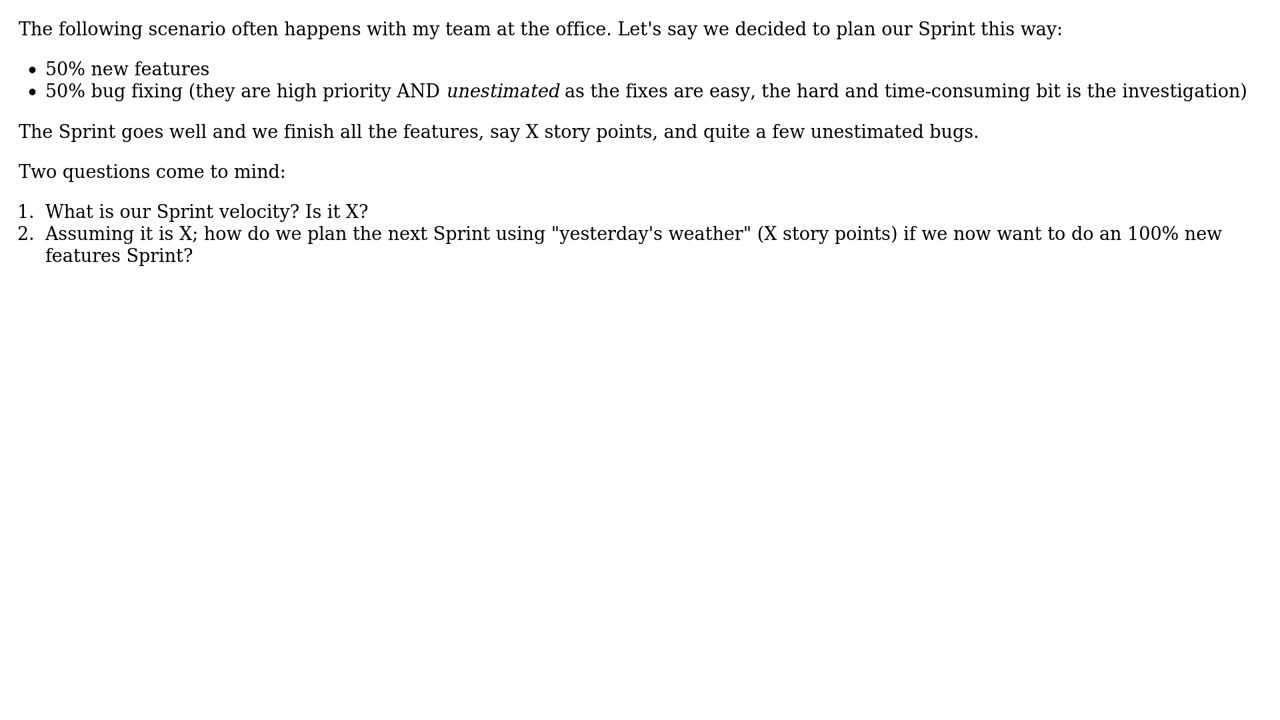 The following scenario often happens with my team at the office. Let's say we decided to plan our Sprint this way:
• 50% new features
• 50% bug fixing (they are high priority AND unestimated as the fixes are easy, the hard and time-consuming bit is the investigation)
The Sprint goes well and we finish all the features, say X story points, and quite a few unestimated bugs.
Two questions come to mind:
1. What is our Sprint velocity? Is it X?
2. Assuming it is X; how do we plan the next Sprint using "yesterday's weather" (X story points) if we now want to do an 100% new
features Sprint?